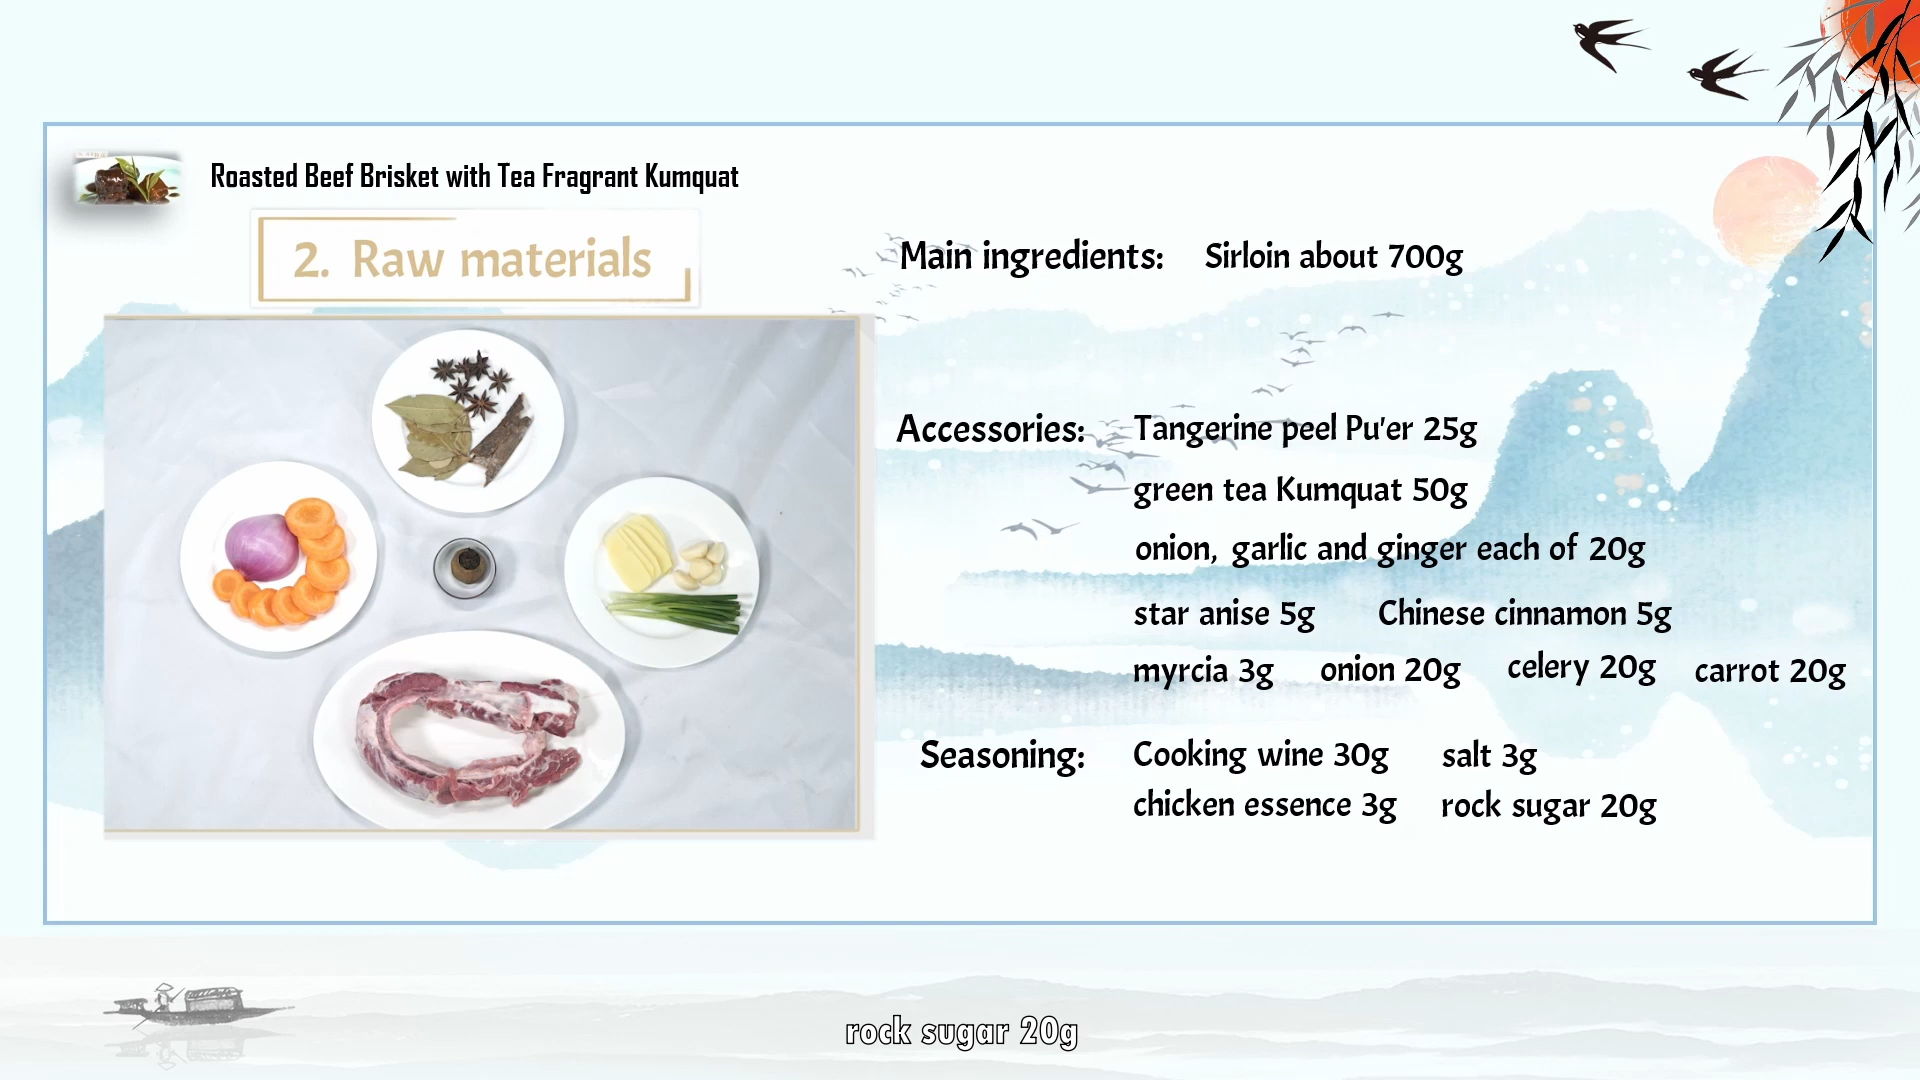 Roasted Beef Brisket with Tea Fragrant Kumquat
2. Raw materials
Main ingredients: Sirloin about 700g
Accessories: Tangerine peel Pu'er 25g
green tea Kumquat 50g
onion, garlic and ginger each of 20g
star anise 5g Chinese cinnamon 5g
myrcia 3g onion 20g celery 20g carrot 20g
Seasoning: Cooking wine 30g salt 3g
chicken essence 3g rock sugar 20g
rock sugar 20g